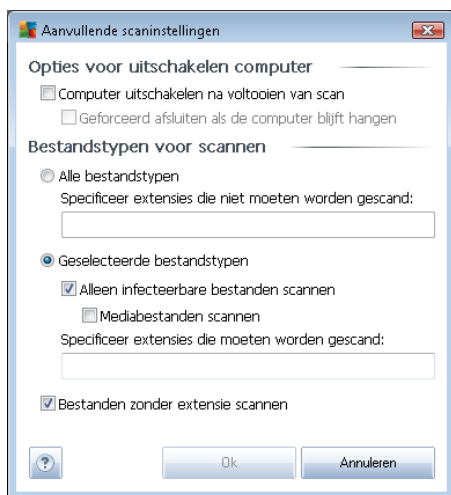 Aanvullende scaninstellingen
Opties voor uitschakelen computer
Computer uitschakelen na voltooien van scan
Geforceerd afsluiten als de computer blijft hangen
Bestandstypen voor scannen
Alle bestandstypen
Specificeer extensies die niet moeten worden gescand:
Geselecteerde bestandstypen
Alleen infecteerbare bestanden scannen
Mediabestanden scannen
Specificeer extensies die moeten worden gescand:
Bestanden zonder extensie scannen
?
Ok
Annuleren